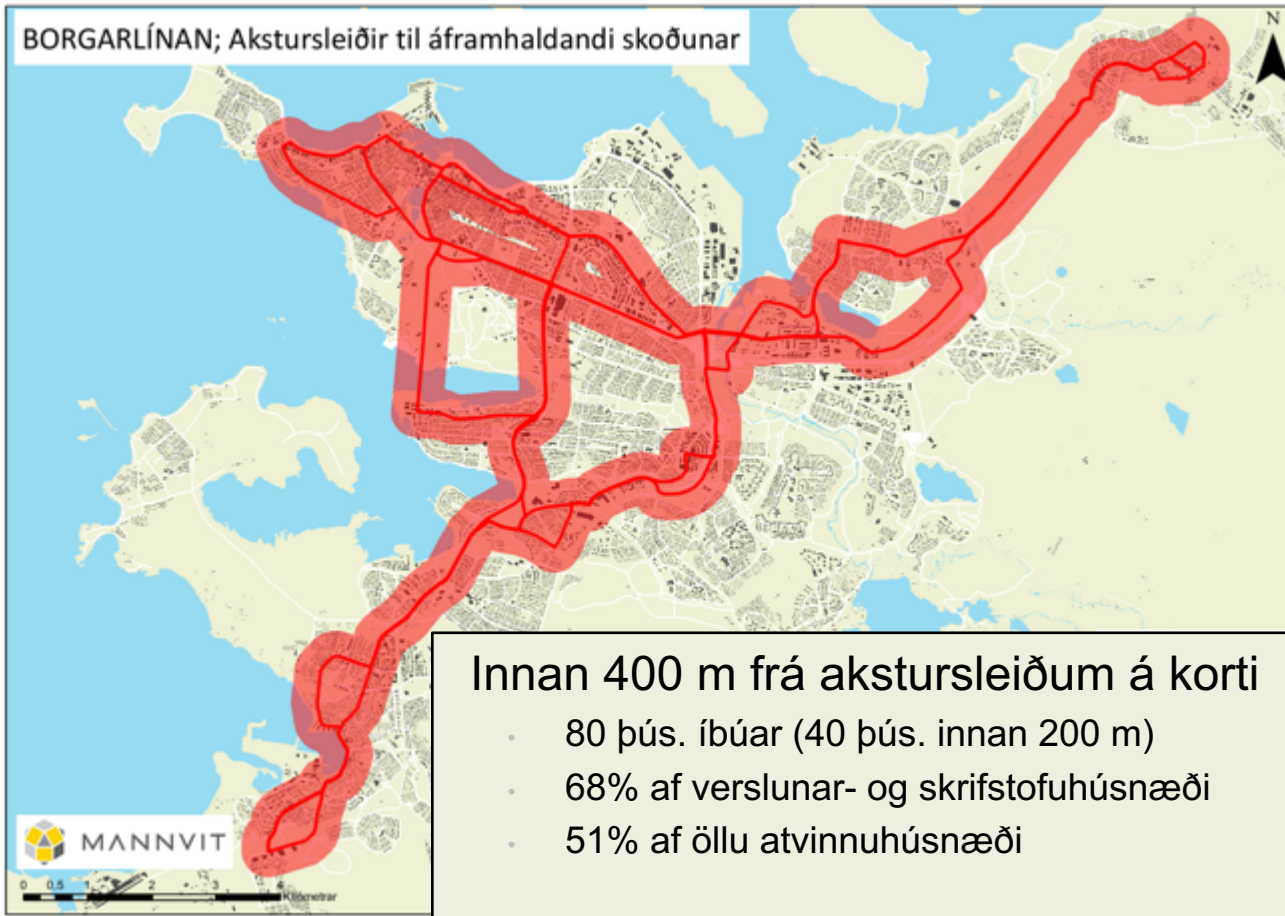 BORGARLÍNAN; Akstursleiðir til áframhaldandi skoðunar
N
Innan 400 m frá akstursleiðum á korti
· 80 þús. íbúar (40 þús. innan 200 m)
· 68% af verslunar- og skrifstofuhúsnæði
· 51% af öllu atvinnuhúsnæði
MANNVIT
0 0,5 1 2 3 4
Kílómetrar